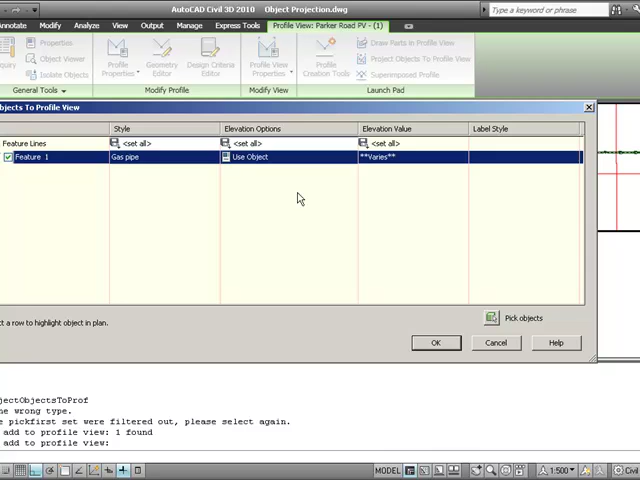 AutoCAD Civil 3D 2010 Object Projection.dwg
Type a keyword or phrase
Annotate Modify Analyze View Output Manage Express Tools Profile View: Parker Road PV - (1)
Properties
Object Viewer
Isolate Objects
Profile Properties
Geometry Editor
Design Criteria Editor
Profile View Properties
Profile Creation Tools
Draw Parts in Profile View
Project Objects To Profile View
Superimposed Profile
General Tools Modify Profile Modify View Launch Pad
Objects To Profile View
Style Elevation Options Elevation Value Label Style
Feature Lines <set all> <set all> <set all>
Feature 1 Gas pipe Use Object **Varies**
t a row to highlight object in plan.
Pick objects
OK Cancel Help
ojectObjectsToProf
ne wrong type.
e pickfirst set were filtered out, please select again.
add to profile view: 1 found
add to profile view:
MODEL 1:500 Civil